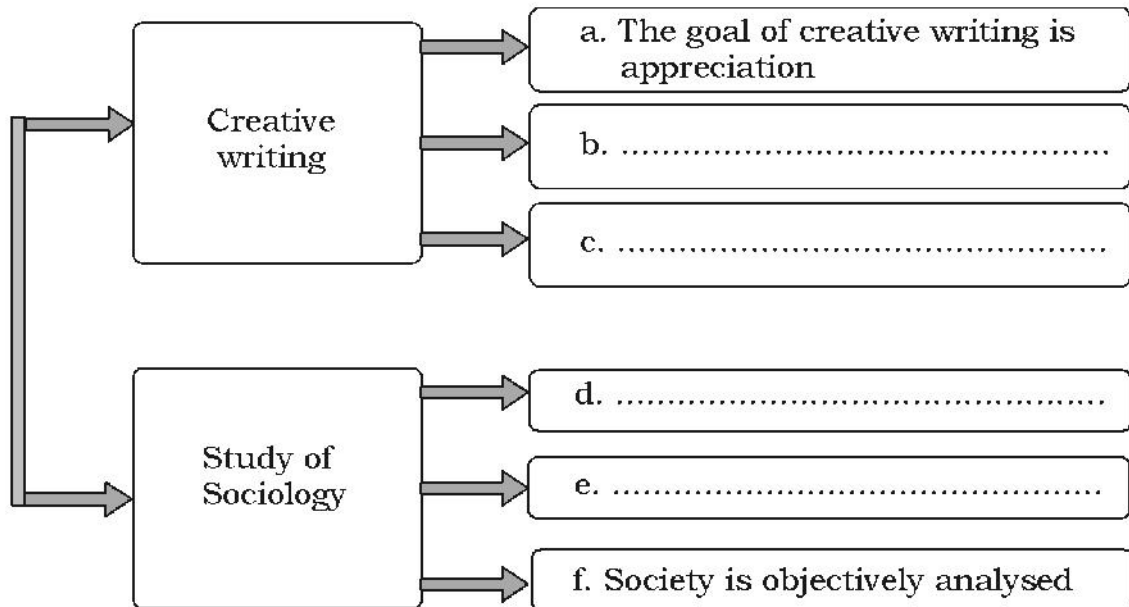 Creative
writing
a. The goal of creative writing is
appreciation
b. ................................................
c. ................................................
Study of
Sociology
d. ................................................
e. ................................................
f. Society is objectively analysed